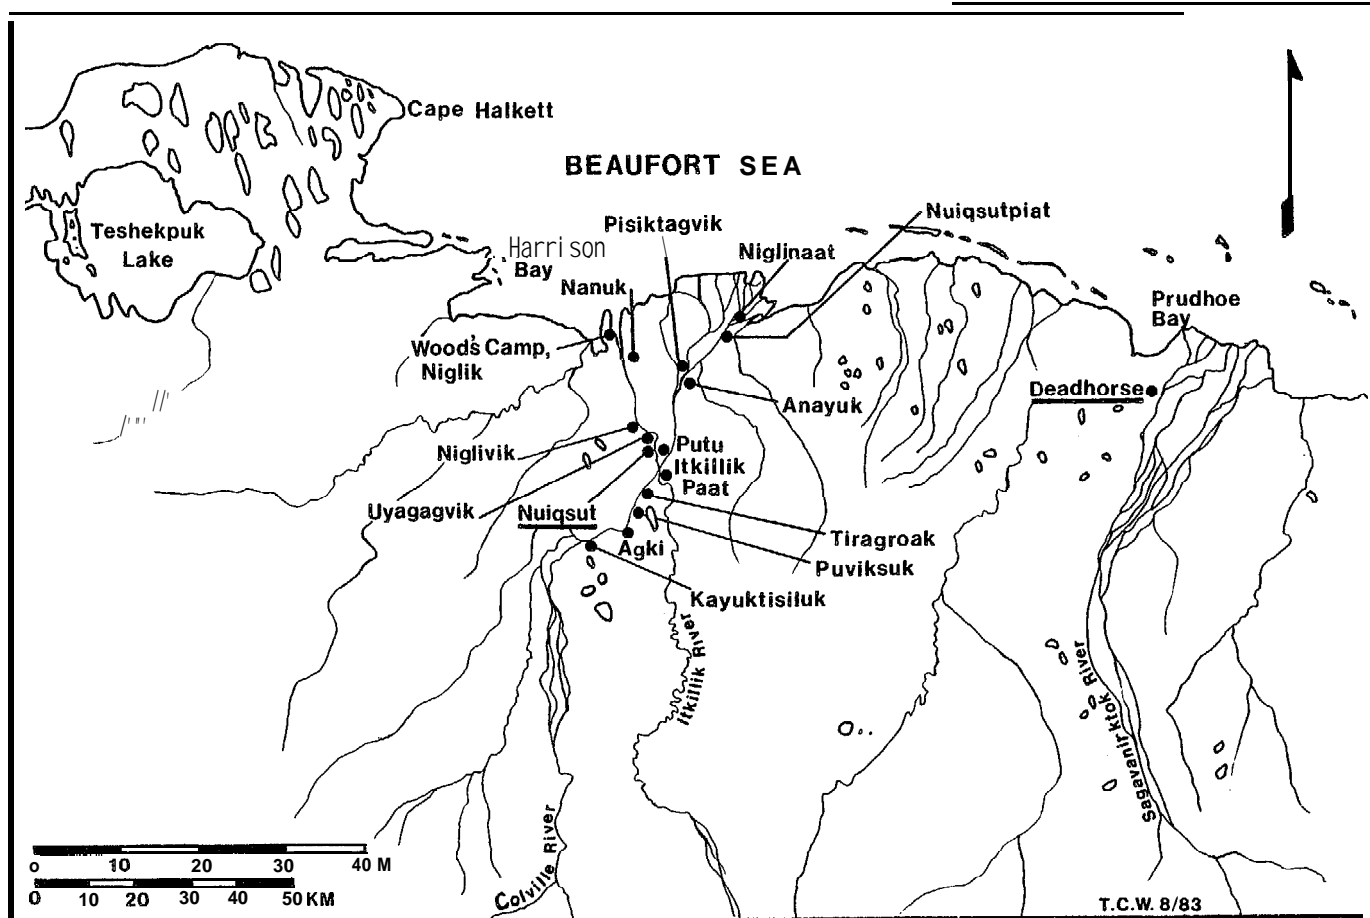 Cape Halkett
BEAUFORT SEA
Nuiqsutpiat
Pisiktagvik
Teshekpuk
Lake
Harrison
Bay
Niglinaat
Nanuk
Prudhoe
Bay
Wood's Camp,
Niglik
Deadhorse
Anayuk
Niglivik
Putu
Itkillik
Paat
Uyagagvik
Nuiqsut
Tiragroak
Agki
Puviksuk
Kayuktisiluk
Itkillik River
Sagavanirktok River
Colville River
0 10 20 30 40 M
0 10 20 30 40 50 KM
T.C.W. 8/83